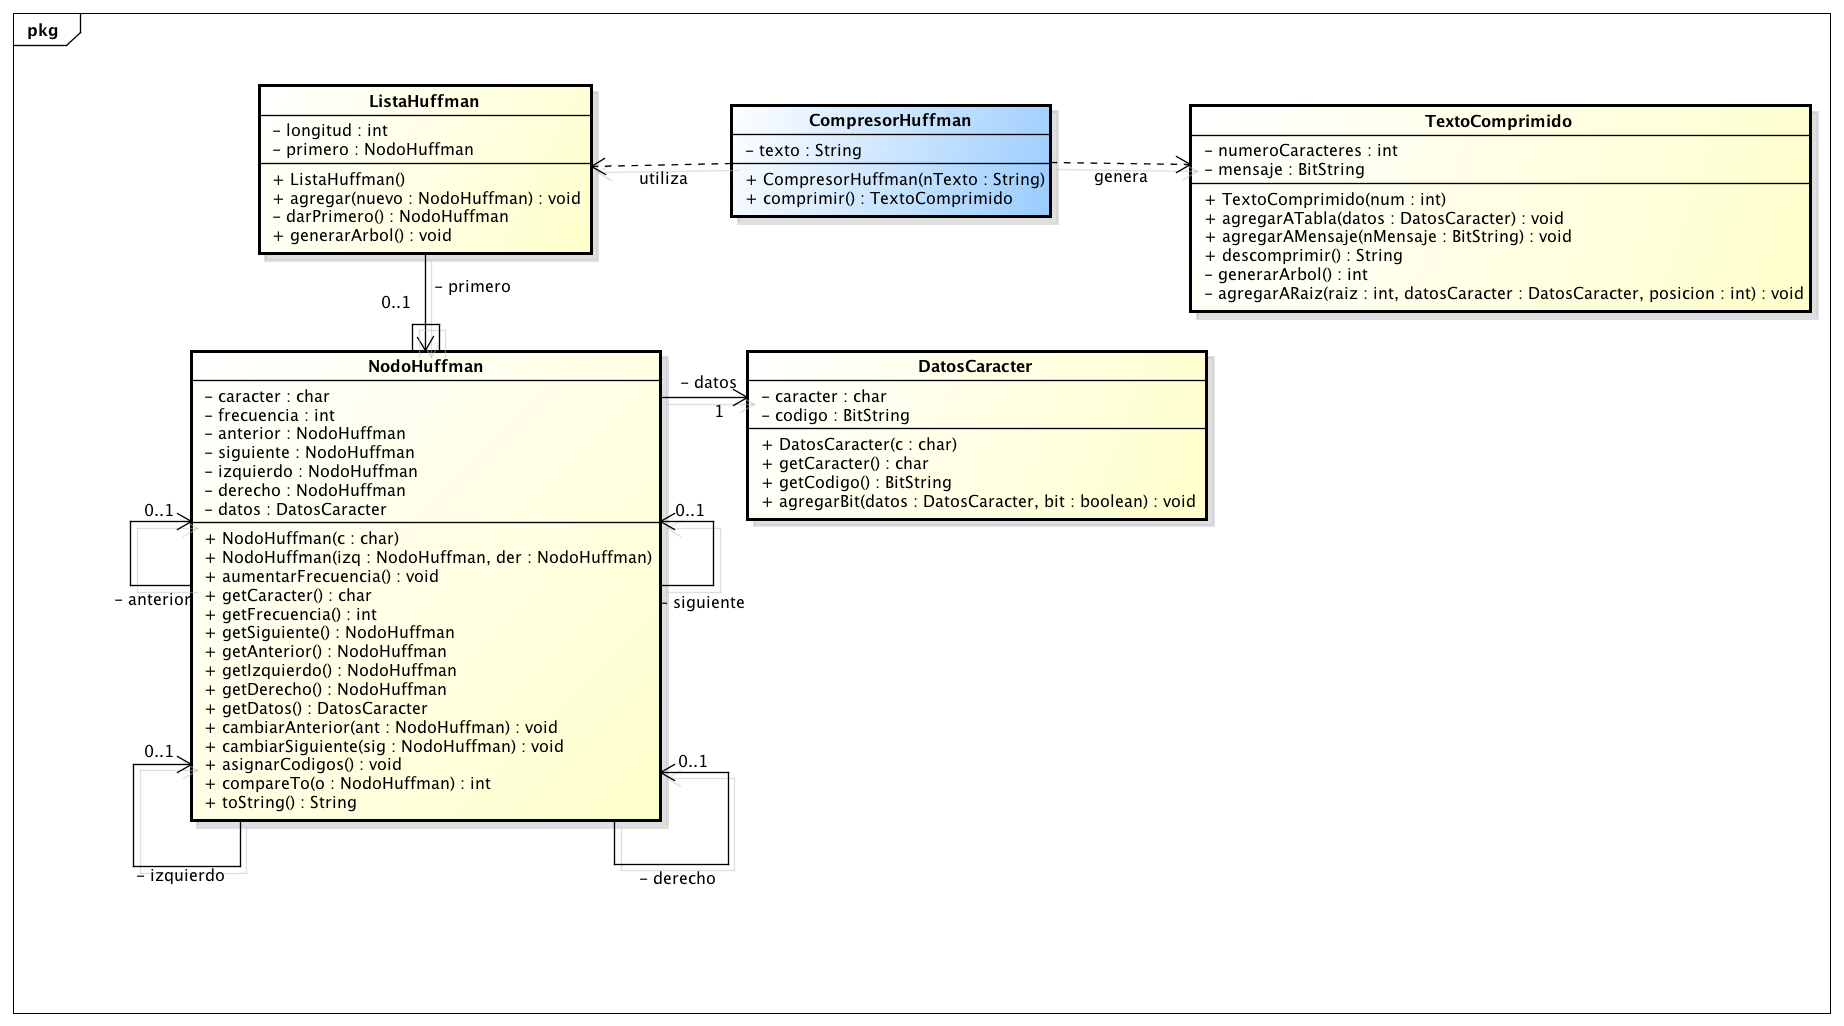 pkg
ListaHuffman
– longitud : int
– primero : NodoHuffman
+ ListaHuffman()
+ agregar(nuevo : NodoHuffman) : void
– darPrimero() : NodoHuffman
+ generarArbol() : void
utiliza
CompresorHuffman
– texto : String
+ CompresorHuffman(nTexto : String)
+ comprimir() : TextoComprimido
genera
TextoComprimido
– numeroCaracteres : int
– mensaje : BitString
+ TextoComprimido(num : int)
+ agregarATabla(datos : DatosCaracter) : void
+ agregarAMensaje(nMensaje : BitString) : void
+ descomprimir() : String
– generarArbol() : int
– agregarARaiz(raiz : int, datosCaracter : DatosCaracter, posicion : int) : void
– primero
0..1
NodoHuffman
– caracter : char
– frecuencia : int
– anterior : NodoHuffman
– siguiente : NodoHuffman
– izquierdo : NodoHuffman
– derecho : NodoHuffman
– datos : DatosCaracter
+ NodoHuffman(c : char)
+ NodoHuffman(izq : NodoHuffman, der : NodoHuffman)
+ aumentarFrecuencia() : void
+ getCaracter() : char
+ getFrecuencia() : int
+ getSiguiente() : NodoHuffman
+ getAnterior() : NodoHuffman
+ getIzquierdo() : NodoHuffman
+ getDerecho() : NodoHuffman
+ getDatos() : DatosCaracter
+ cambiarAnterior(ant : NodoHuffman) : void
+ cambiarSiguiente(sig : NodoHuffman) : void
+ asignarCodigos() : void
+ compareTo(o : NodoHuffman) : int
+ toString() : String
– datos
1
DatosCaracter
– caracter : char
– codigo : BitString
+ DatosCaracter(c : char)
+ getCaracter() : char
+ getCodigo() : BitString
+ agregarBit(datos : DatosCaracter, bit : boolean) : void
0..1
– anterior
0..1
– siguiente
0..1
– izquierdo
0..1
– derecho